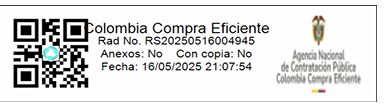 Colombia Compra Eficiente
Rad No. RS20250516004945
Anexos: No Con copia: No
Fecha: 16/05/2025 21:07:54
Agencia Nacional
de Contratación Pública
Colombia Compra Eficiente